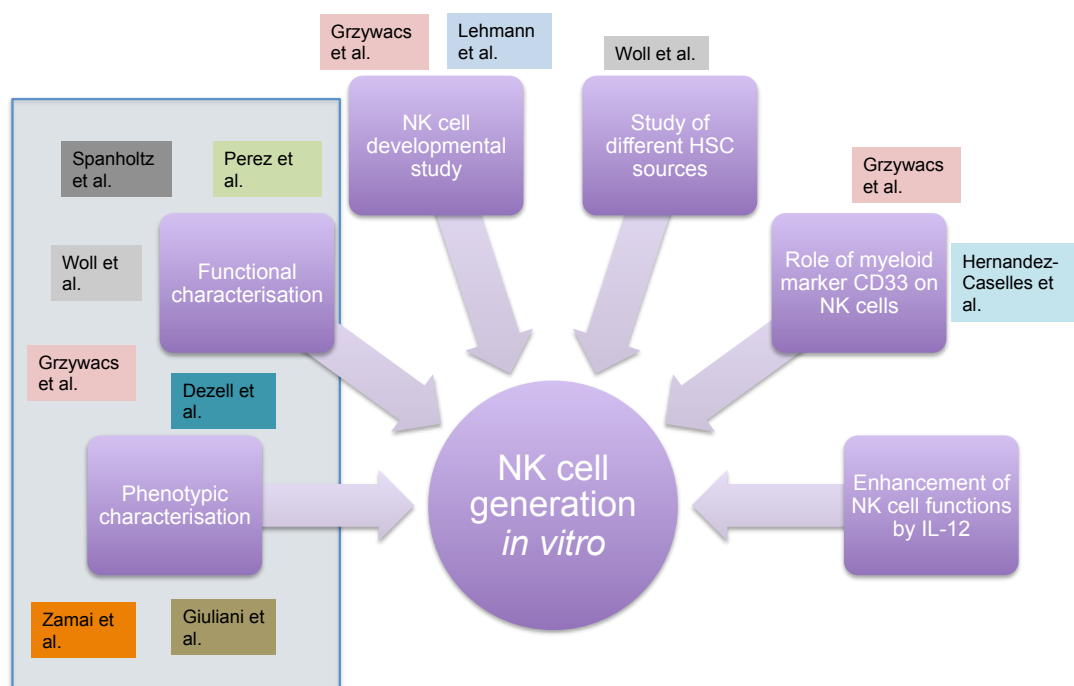 Grzywacs
et al.
Lehmann
et al.
Woll et al.
NK cell
developmental
study
Study of
different HSC
sources
Spanholtz
et al.
Perez et
al.
Grzywacs
et al.
Woll et
al.
Functional
characterisation
Role of myeloid
marker CD33 on
NK cells
Hernandez-
Caselles et
al.
Grzywacs
et al.
Dezell et
al.
Phenotypic
characterisation
NK cell
generation
in vitro
Enhancement of
NK cell functions
by IL-12
Zamai et
al.
Giuliani et
al.